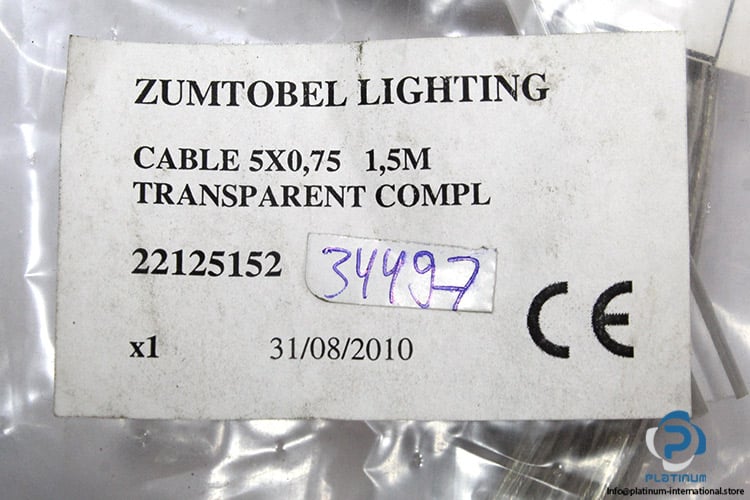 ZUMTOBEL LIGHTING
CABLE 5X0,75 1,5M
TRANSPARENT COMPL
22125152 34497
x1 31/08/2010 CE
PLATINUM
https://platinum-international.store